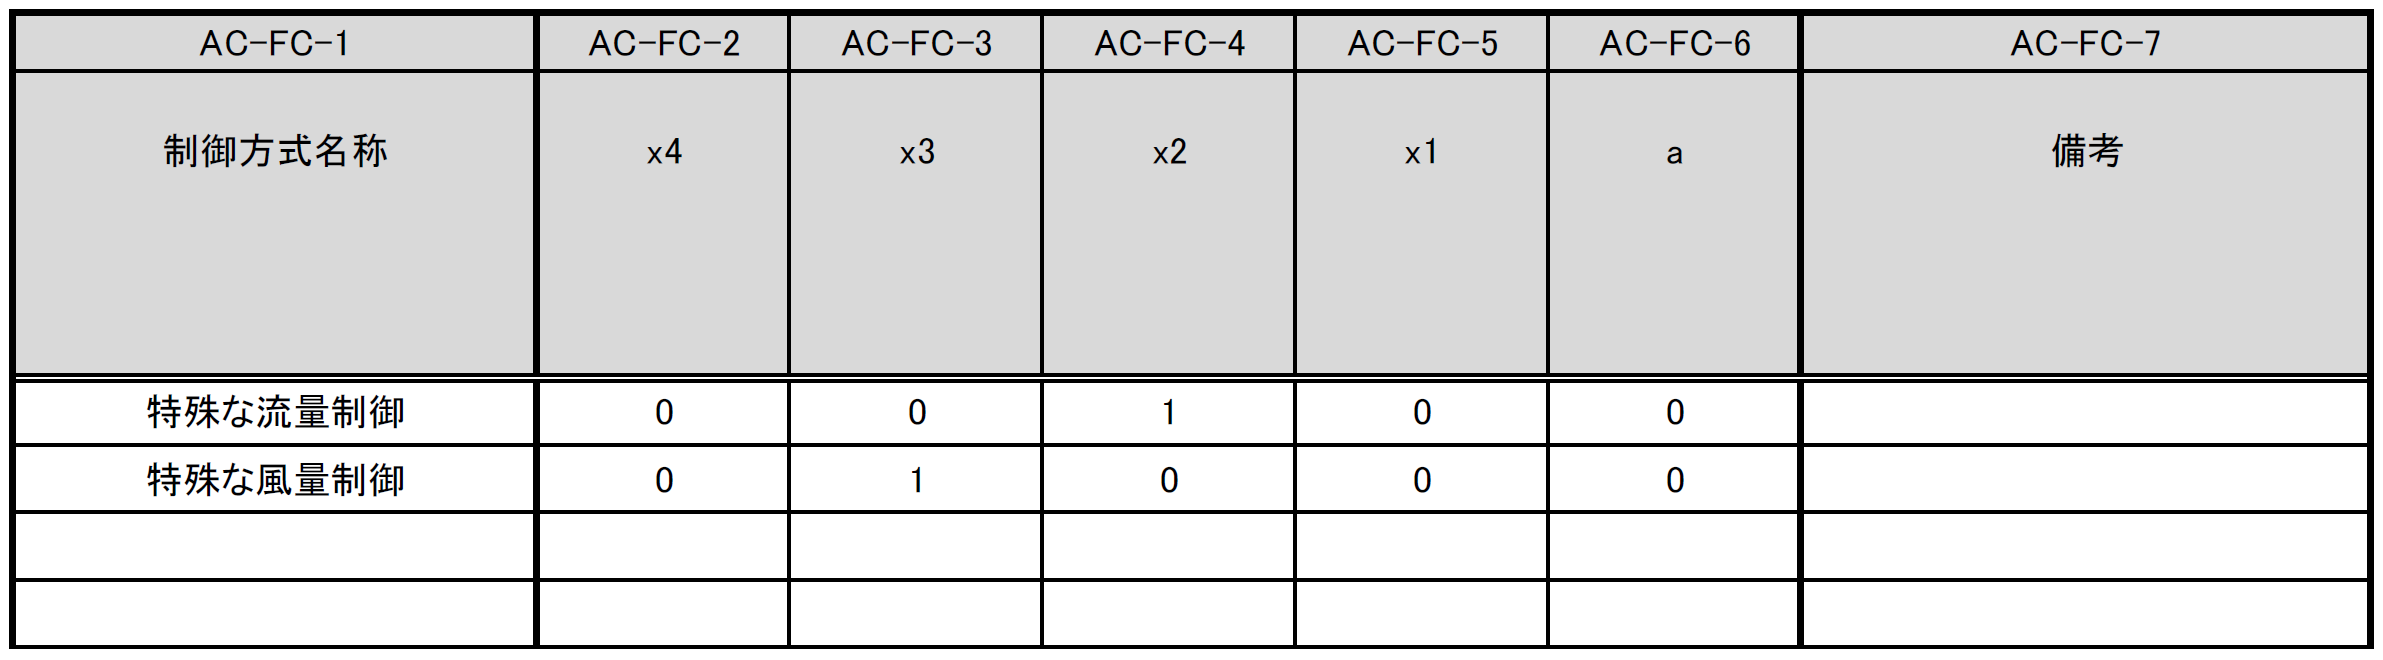 AC-FC-1 AC-FC-2 AC-FC-3 AC-FC-4 AC-FC-5 AC-FC-6 AC-FC-7
制御方式名称 x4 x3 x2 x1 a 備考
特殊な流量制御 0 0 1 0 0
特殊な風量制御 0 1 0 0 0